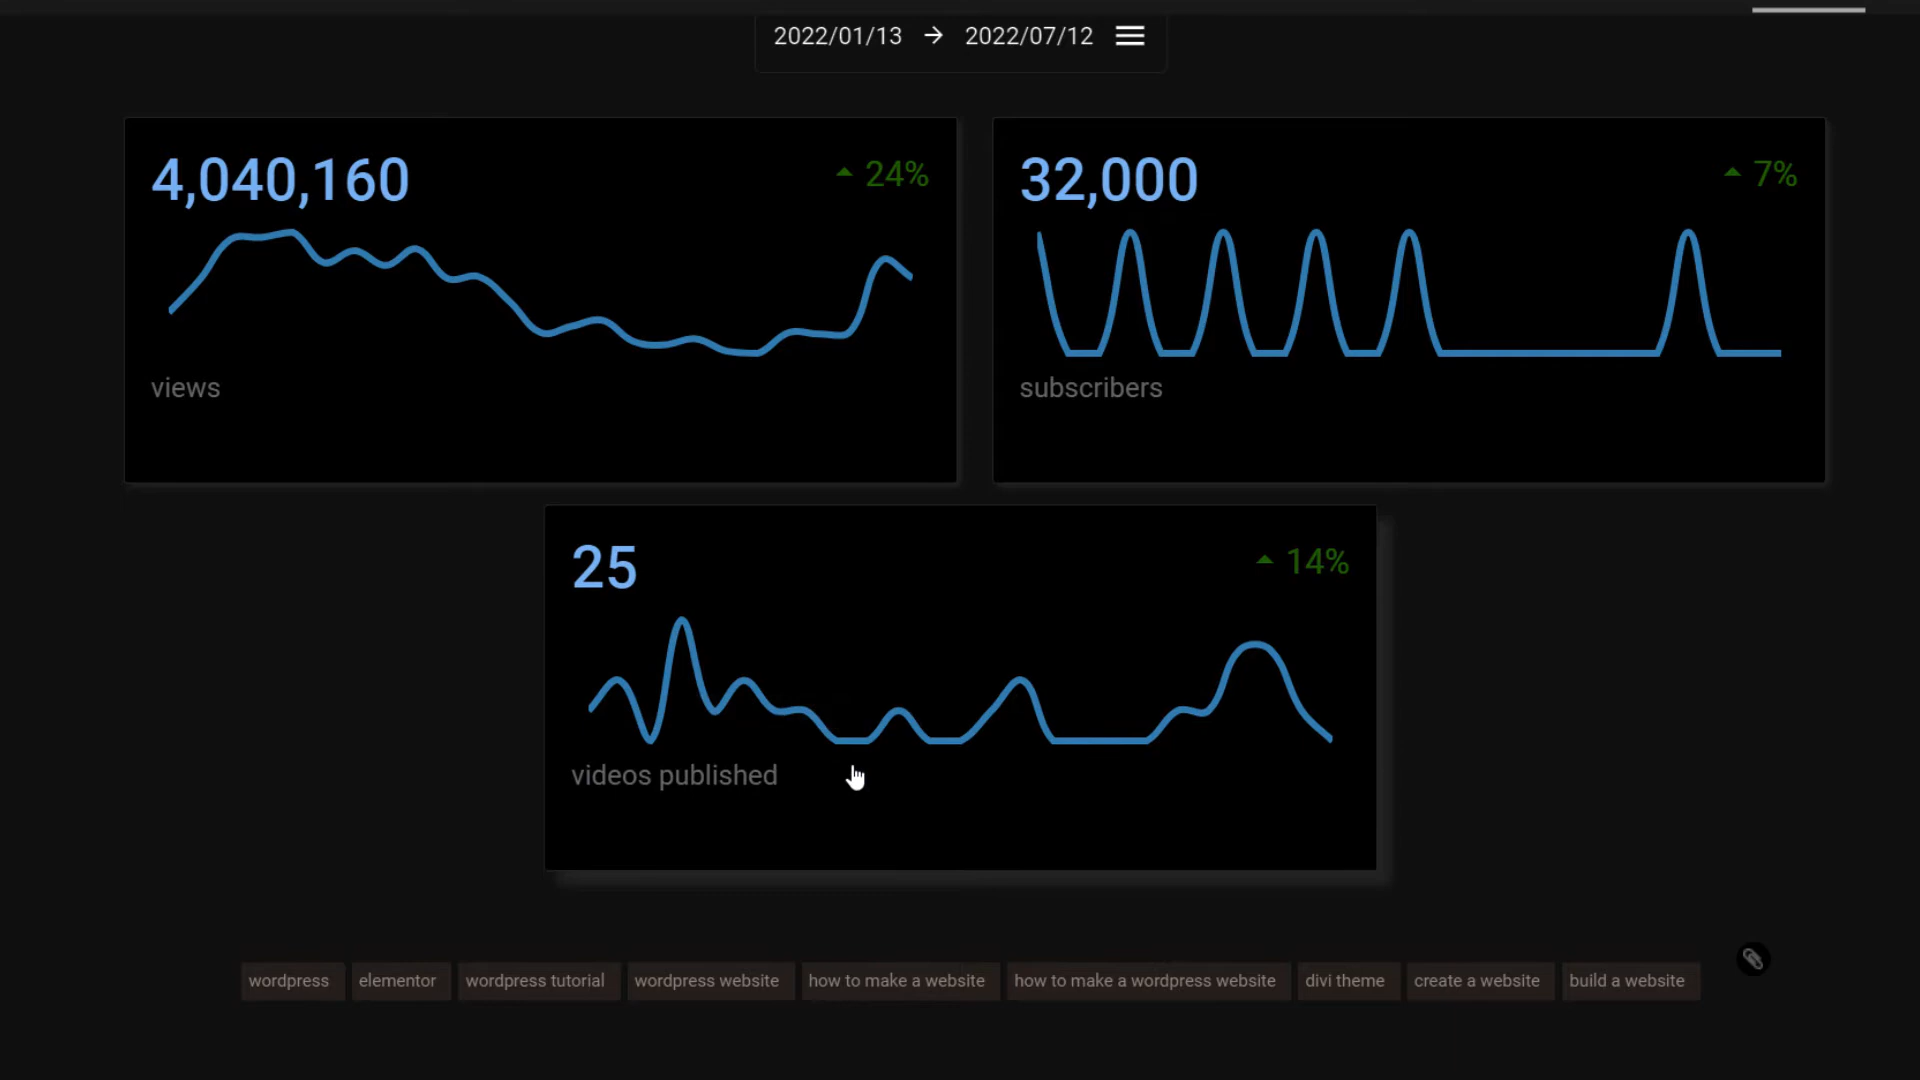 2022/01/13 → 2022/07/12
4,040,160
24%
views
32,000
7%
subscribers
25
14%
videos published
wordpress elementor wordpress tutorial wordpress website how to make a website how to make a wordpress website divi theme create a website build a website